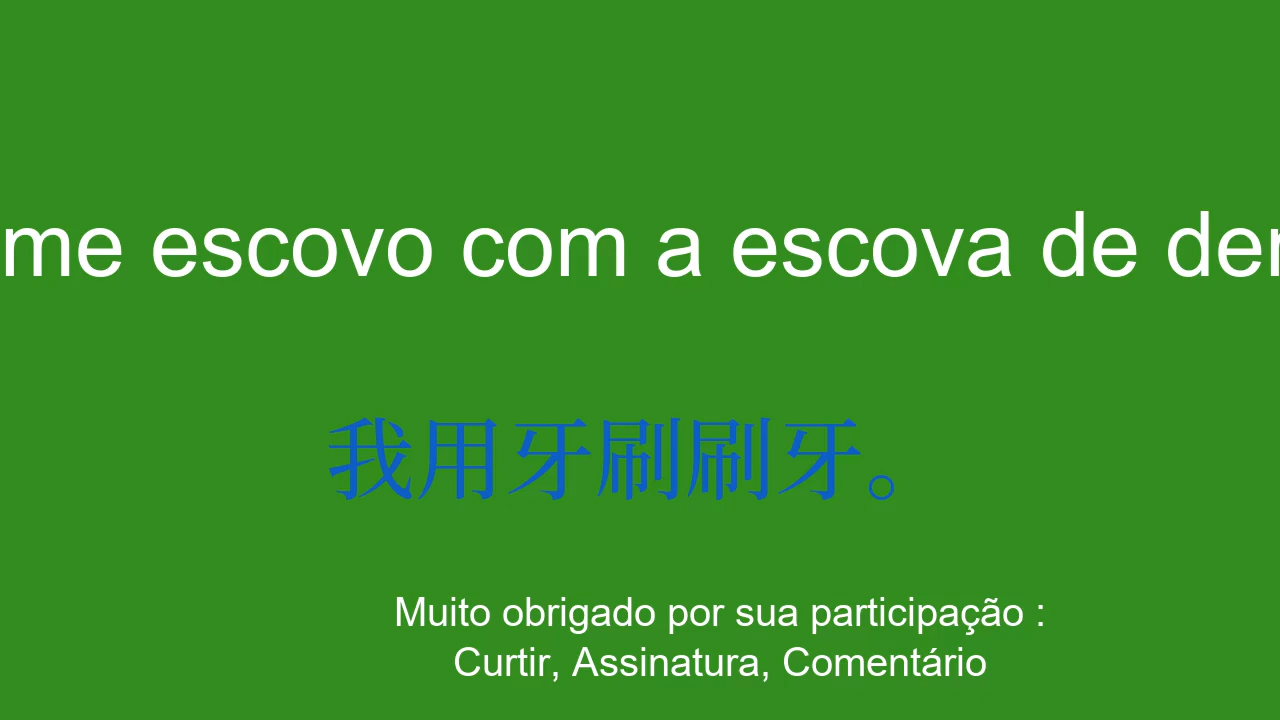 me escovo com a escova de
我用牙刷刷牙。
Muito obrigado por sua participação :
Curtir, Assinatura, Comentário